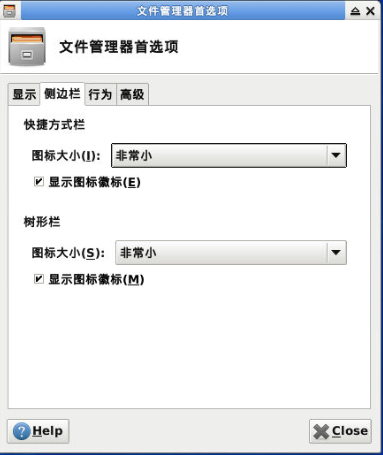 文件管理器首选项
文件管理器首选项
显示 侧边栏 行为 高级
快捷方式栏
图标大小(I): 非常小
显示图标徽标(E)
树形栏
图标大小(S): 非常小
显示图标徽标(M)
Help Close